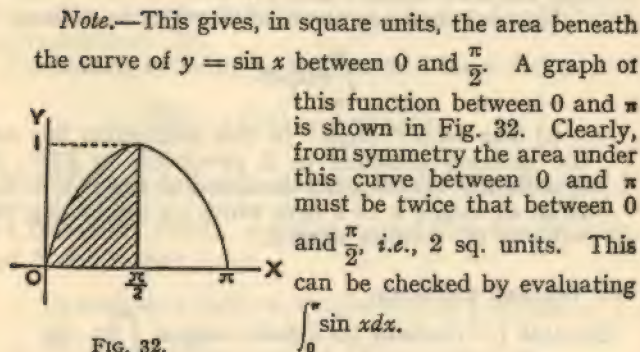 Note.—This gives, in square units, the area beneath
the curve of y = sin x between 0 and π/2. A graph of
this function between 0 and π
is shown in Fig. 32. Clearly,
from symmetry the area under
this curve between 0 and π
must be twice that between 0
and π/2, i.e., 2 sq. units. This
can be checked by evaluating
∫₀^π sin xdx.
Y
1
O
π/2
π
X
FIG. 32.